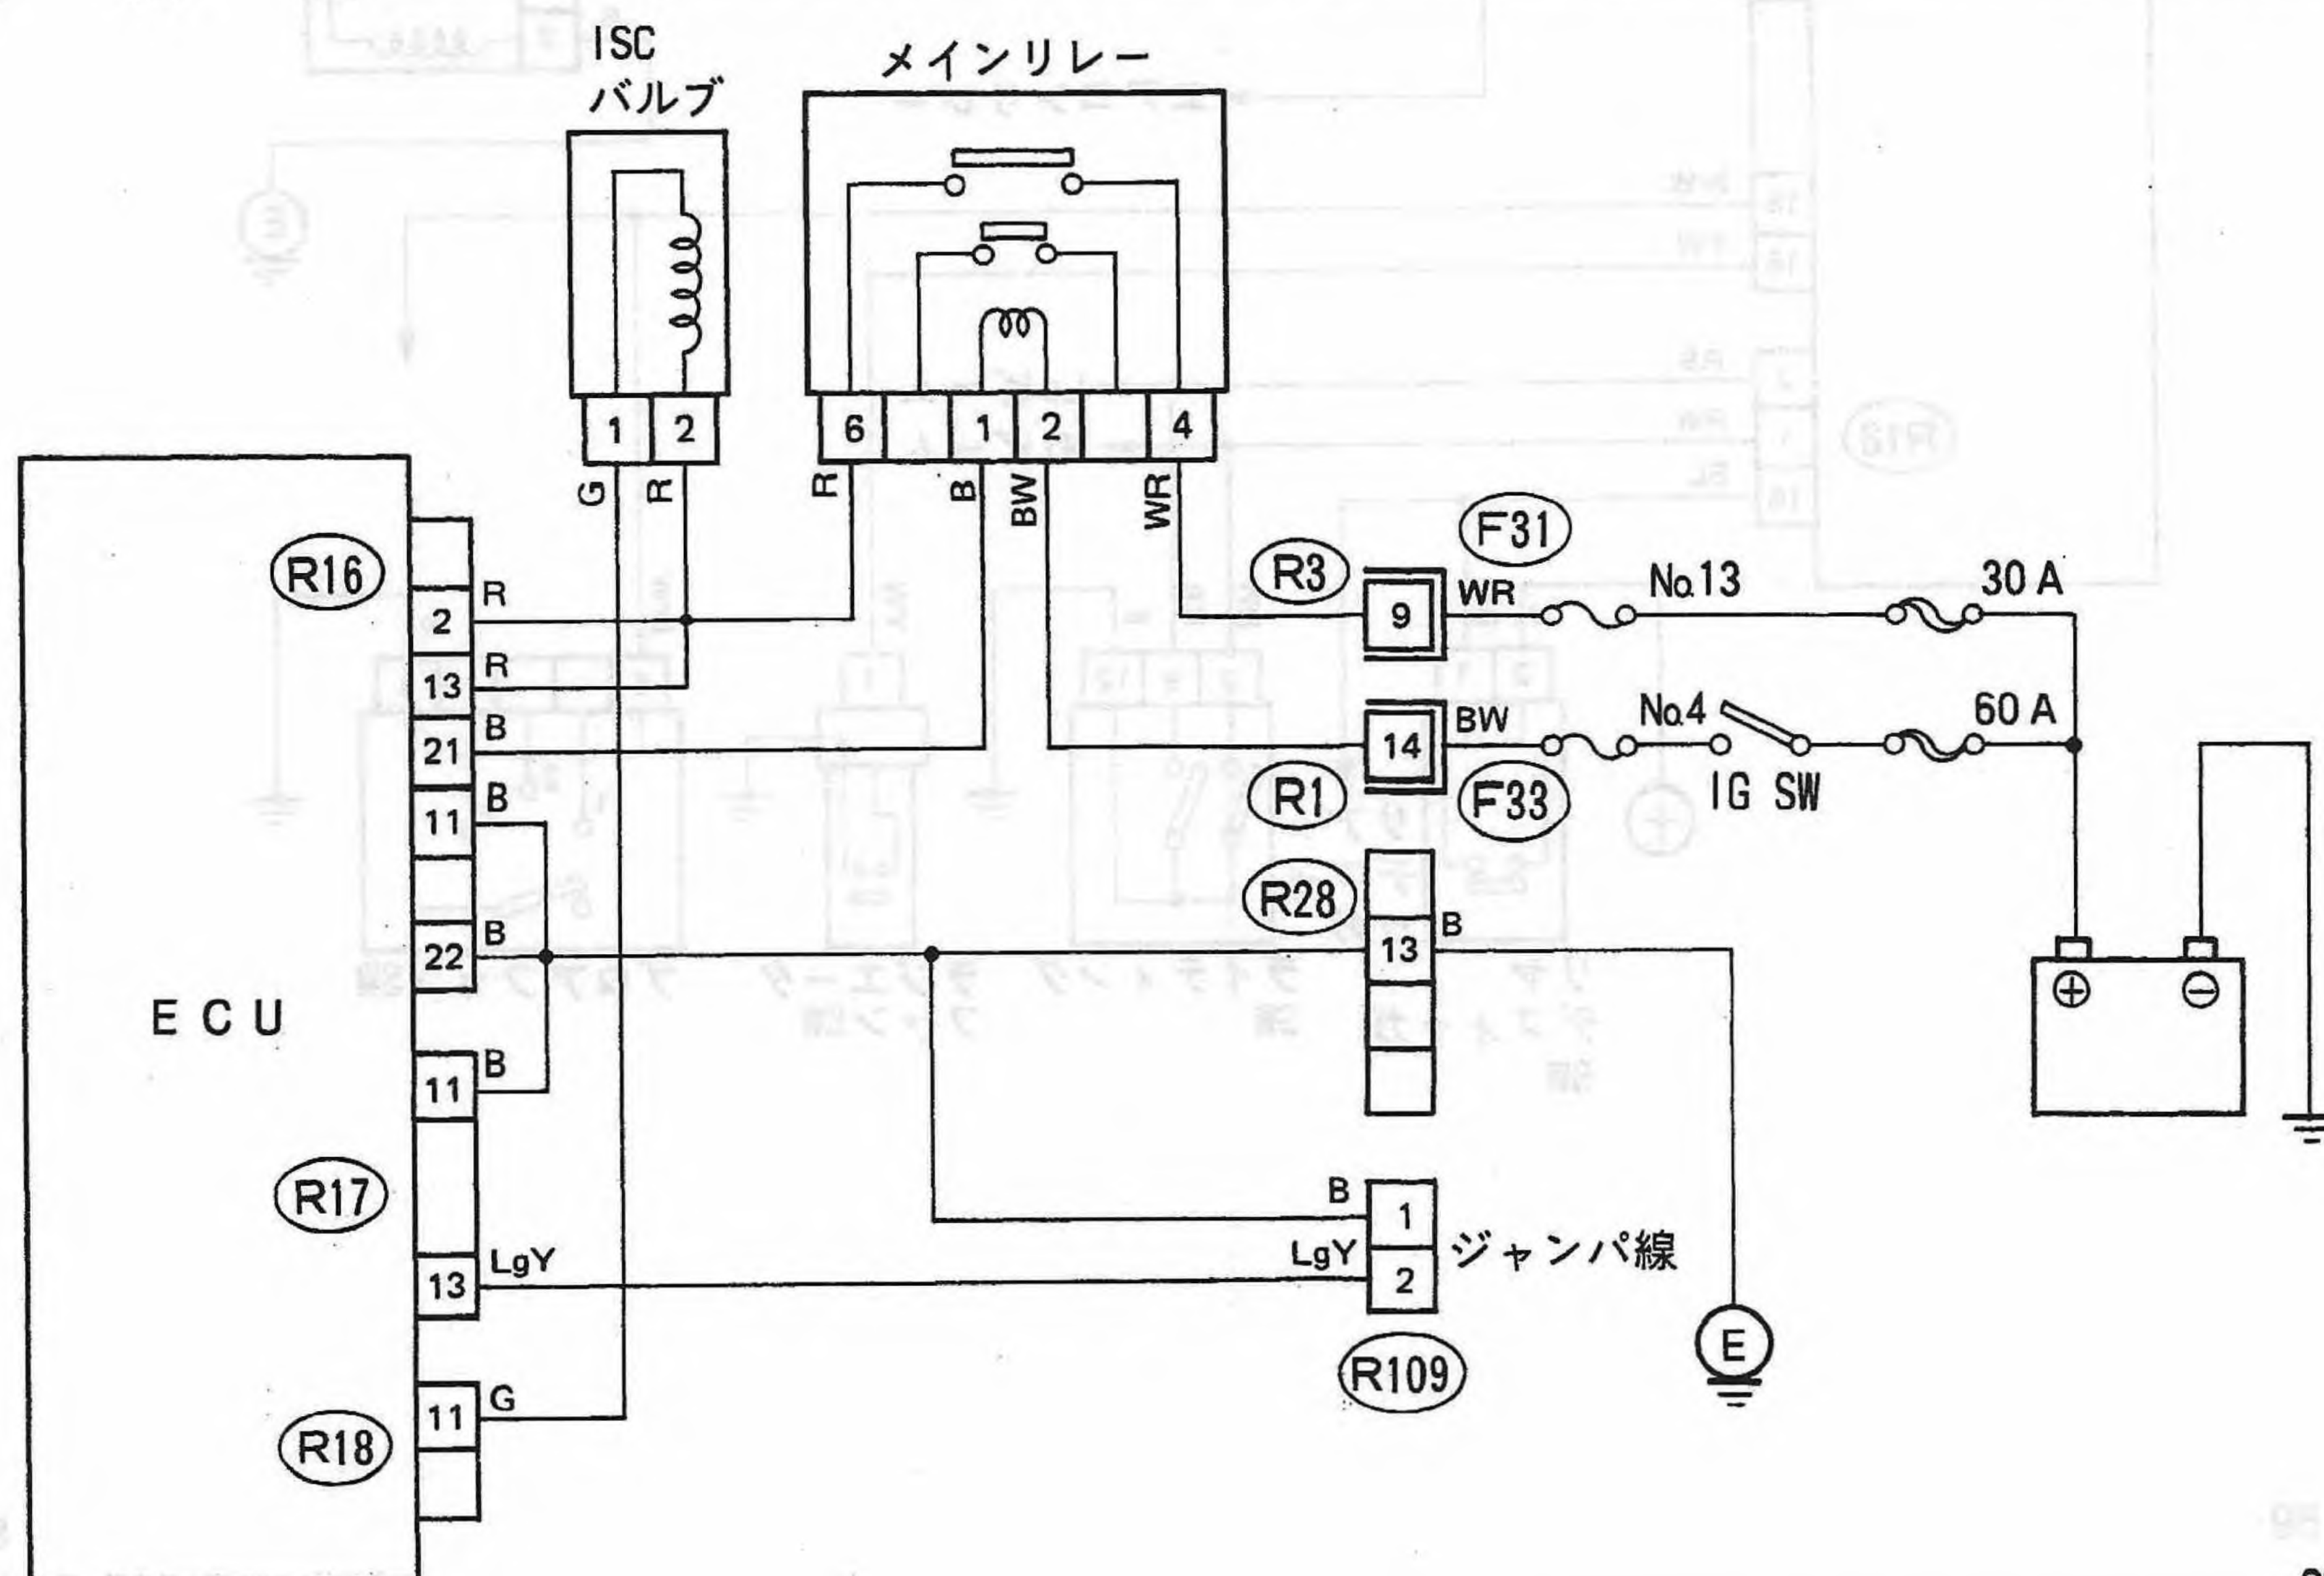 ISC
バルブ
メインリレー
1 2
6 1 2 4
G R R B BW WR
R16
2 R
13 R
21 B
11 B
22 B
ECU
11 B
R17
13 LgY
11 G
R18
R3 F31
9 WR No.13 30 A
14 BW No.4 60 A
R1 F33 IG SW
R28
13 B
⊕ ⊖
B 1
LgY 2 ジャンパ線
R109
E